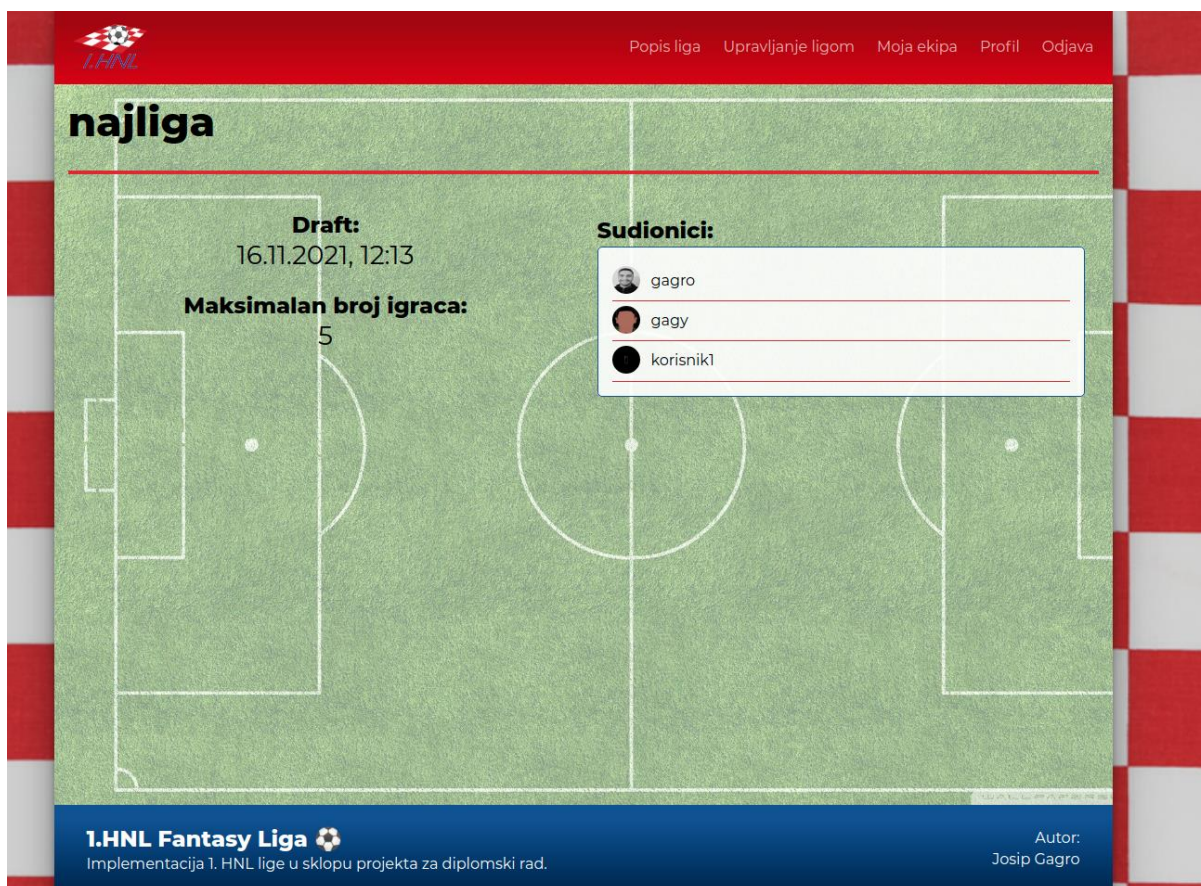 1.HNL
Popis liga Upravljanje ligom Moja ekipa Profil Odjava
najliga
Draft:
16.11.2021, 12:13
Maksimalan broj igraca:
5
Sudionici:
gagro
gagy
korisnik1
1.HNL Fantasy Liga
Implementacija 1. HNL lige u sklopu projekta za diplomski rad.
Autor:
Josip Gagro